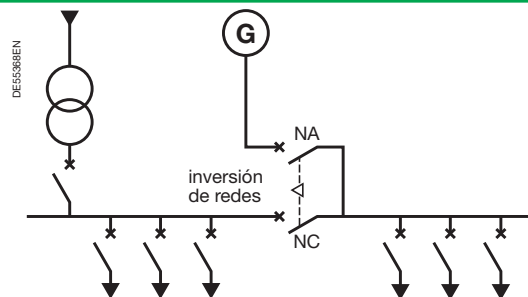 DE55368EN
G
NA
inversión
de redes
NC